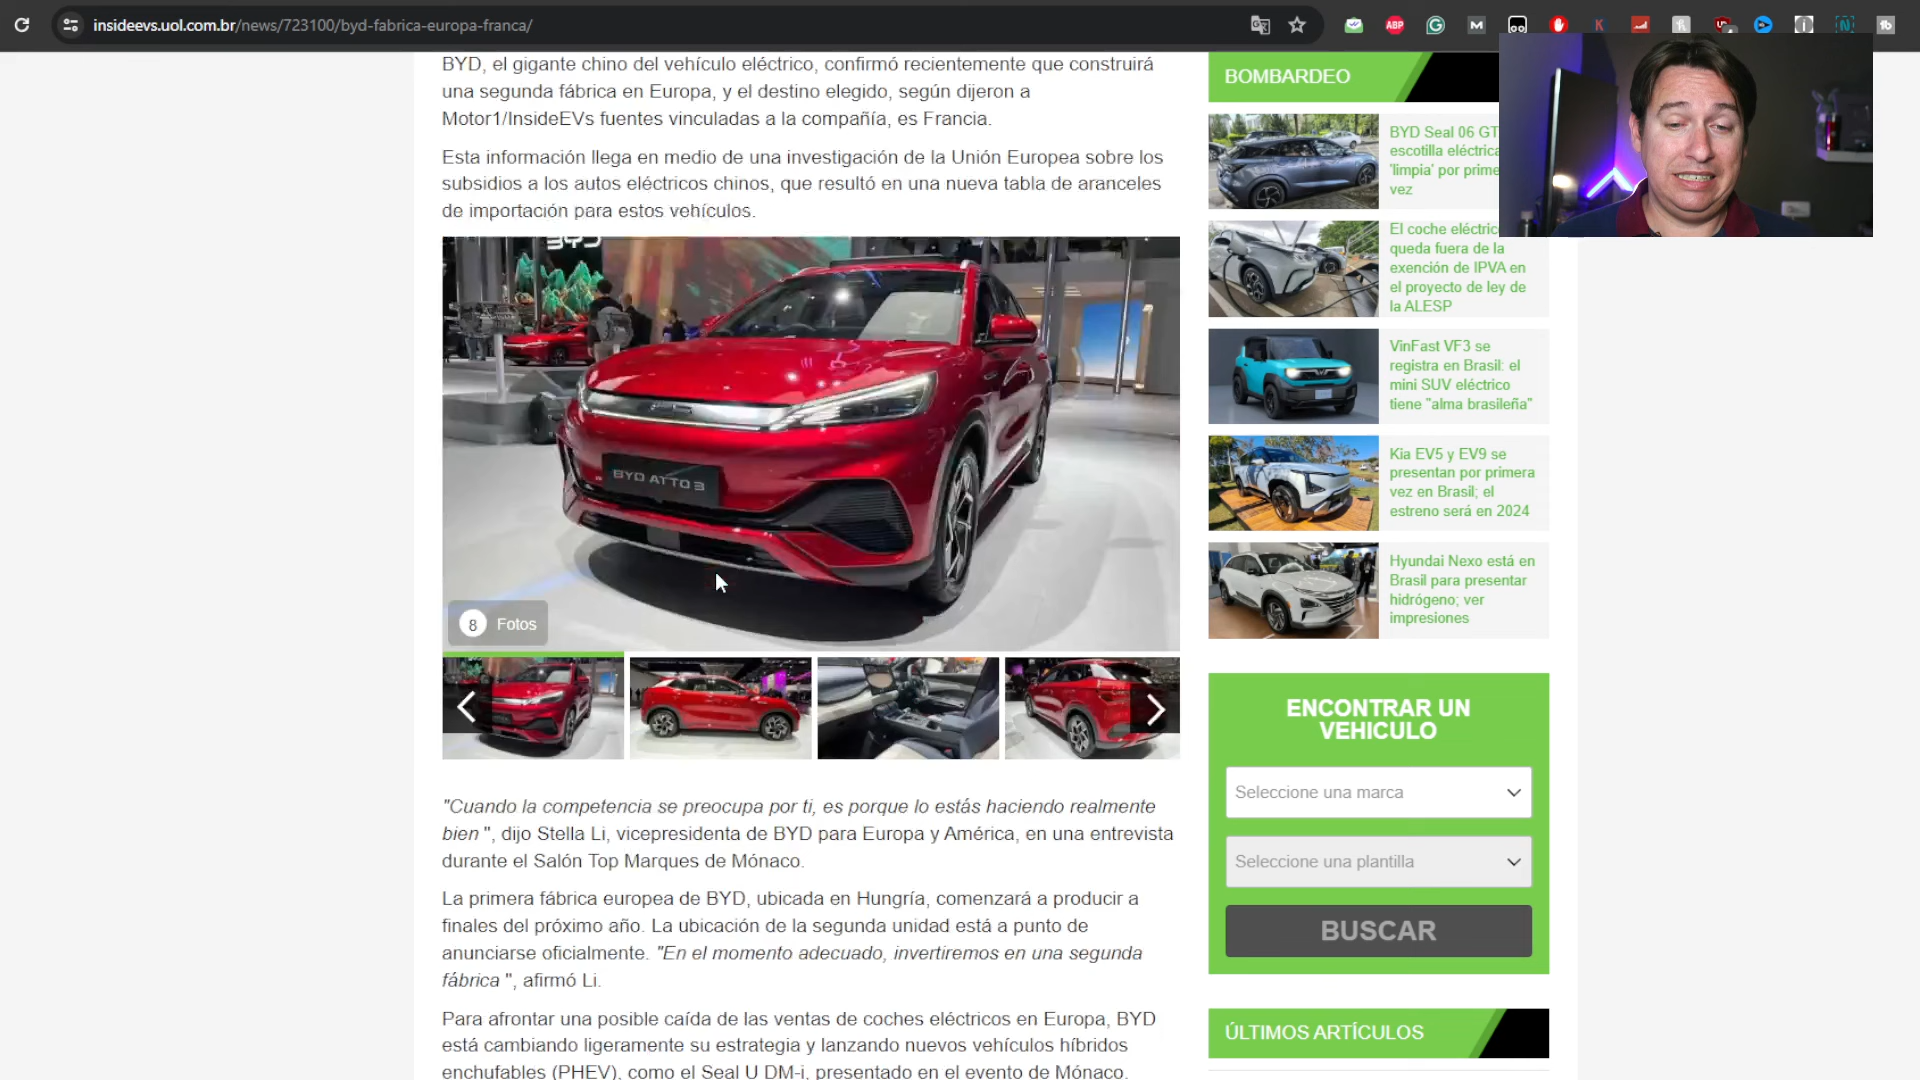 insideevs.uol.com.br/news/723100/byd-fabrica-europa-franca/
BYD, el gigante chino del vehículo eléctrico, confirmó recientemente que construirá
una segunda fábrica en Europa, y el destino elegido, según dijeron a
Motor1/InsideEVs fuentes vinculadas a la compañía, es Francia.
Esta información llega en medio de una investigación de la Unión Europea sobre los
subsidios a los autos eléctricos chinos, que resultó en una nueva tabla de aranceles
de importación para estos vehículos.
BYD
BYD ATTO 3
8 Fotos
"Cuando la competencia se preocupa por ti, es porque lo estás haciendo realmente
bien ", dijo Stella Li, vicepresidenta de BYD para Europa y América, en una entrevista
durante el Salón Top Marques de Mónaco.
La primera fábrica europea de BYD, ubicada en Hungría, comenzará a producir a
finales del próximo año. La ubicación de la segunda unidad está a punto de
anunciarse oficialmente. "En el momento adecuado, invertiremos en una segunda
fábrica ", afirmó Li.
Para afrontar una posible caída de las ventas de coches eléctricos en Europa, BYD
está cambiando ligeramente su estrategia y lanzando nuevos vehículos híbridos
enchufables (PHEV), como el Seal U DM-i, presentado en el evento de Mónaco.
BOMBARDEO
BYD Seal 06 GT
escotilla eléctrica
'limpia' por prime
vez
El coche eléctrico
queda fuera de la
exención de IPVA en
el proyecto de ley de
la ALESP
VinFast VF3 se
registra en Brasil: el
mini SUV eléctrico
tiene "alma brasileña"
Kia EV5 y EV9 se
presentan por primera
vez en Brasil; el
estreno será en 2024
Hyundai Nexo está en
Brasil para presentar
hidrógeno; ver
impresiones
ENCONTRAR UN
VEHICULO
Seleccione una marca
Seleccione una plantilla
BUSCAR
ÚLTIMOS ARTÍCULOS